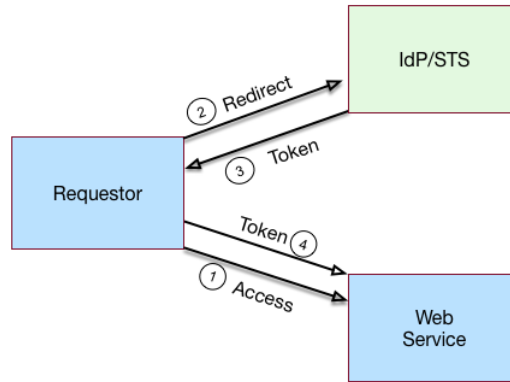 IdP/STS
2 Redirect
3 Token
Requestor
Token 4
1 Access
Web
Service